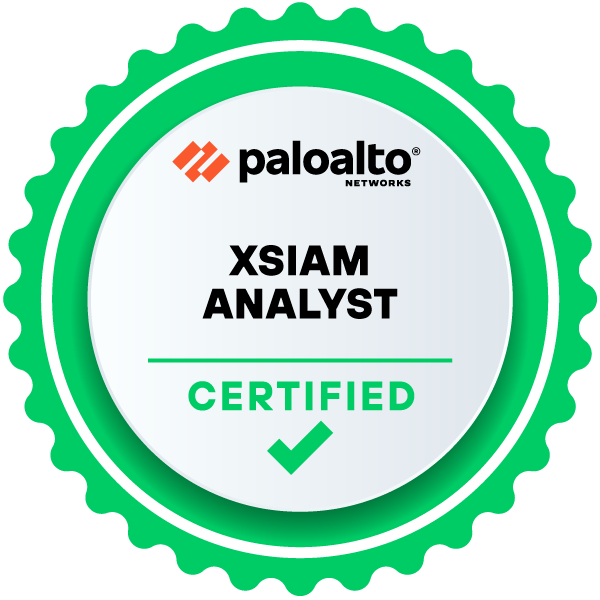 paloalto®
NETWORKS
XSIAM
ANALYST
CERTIFIED